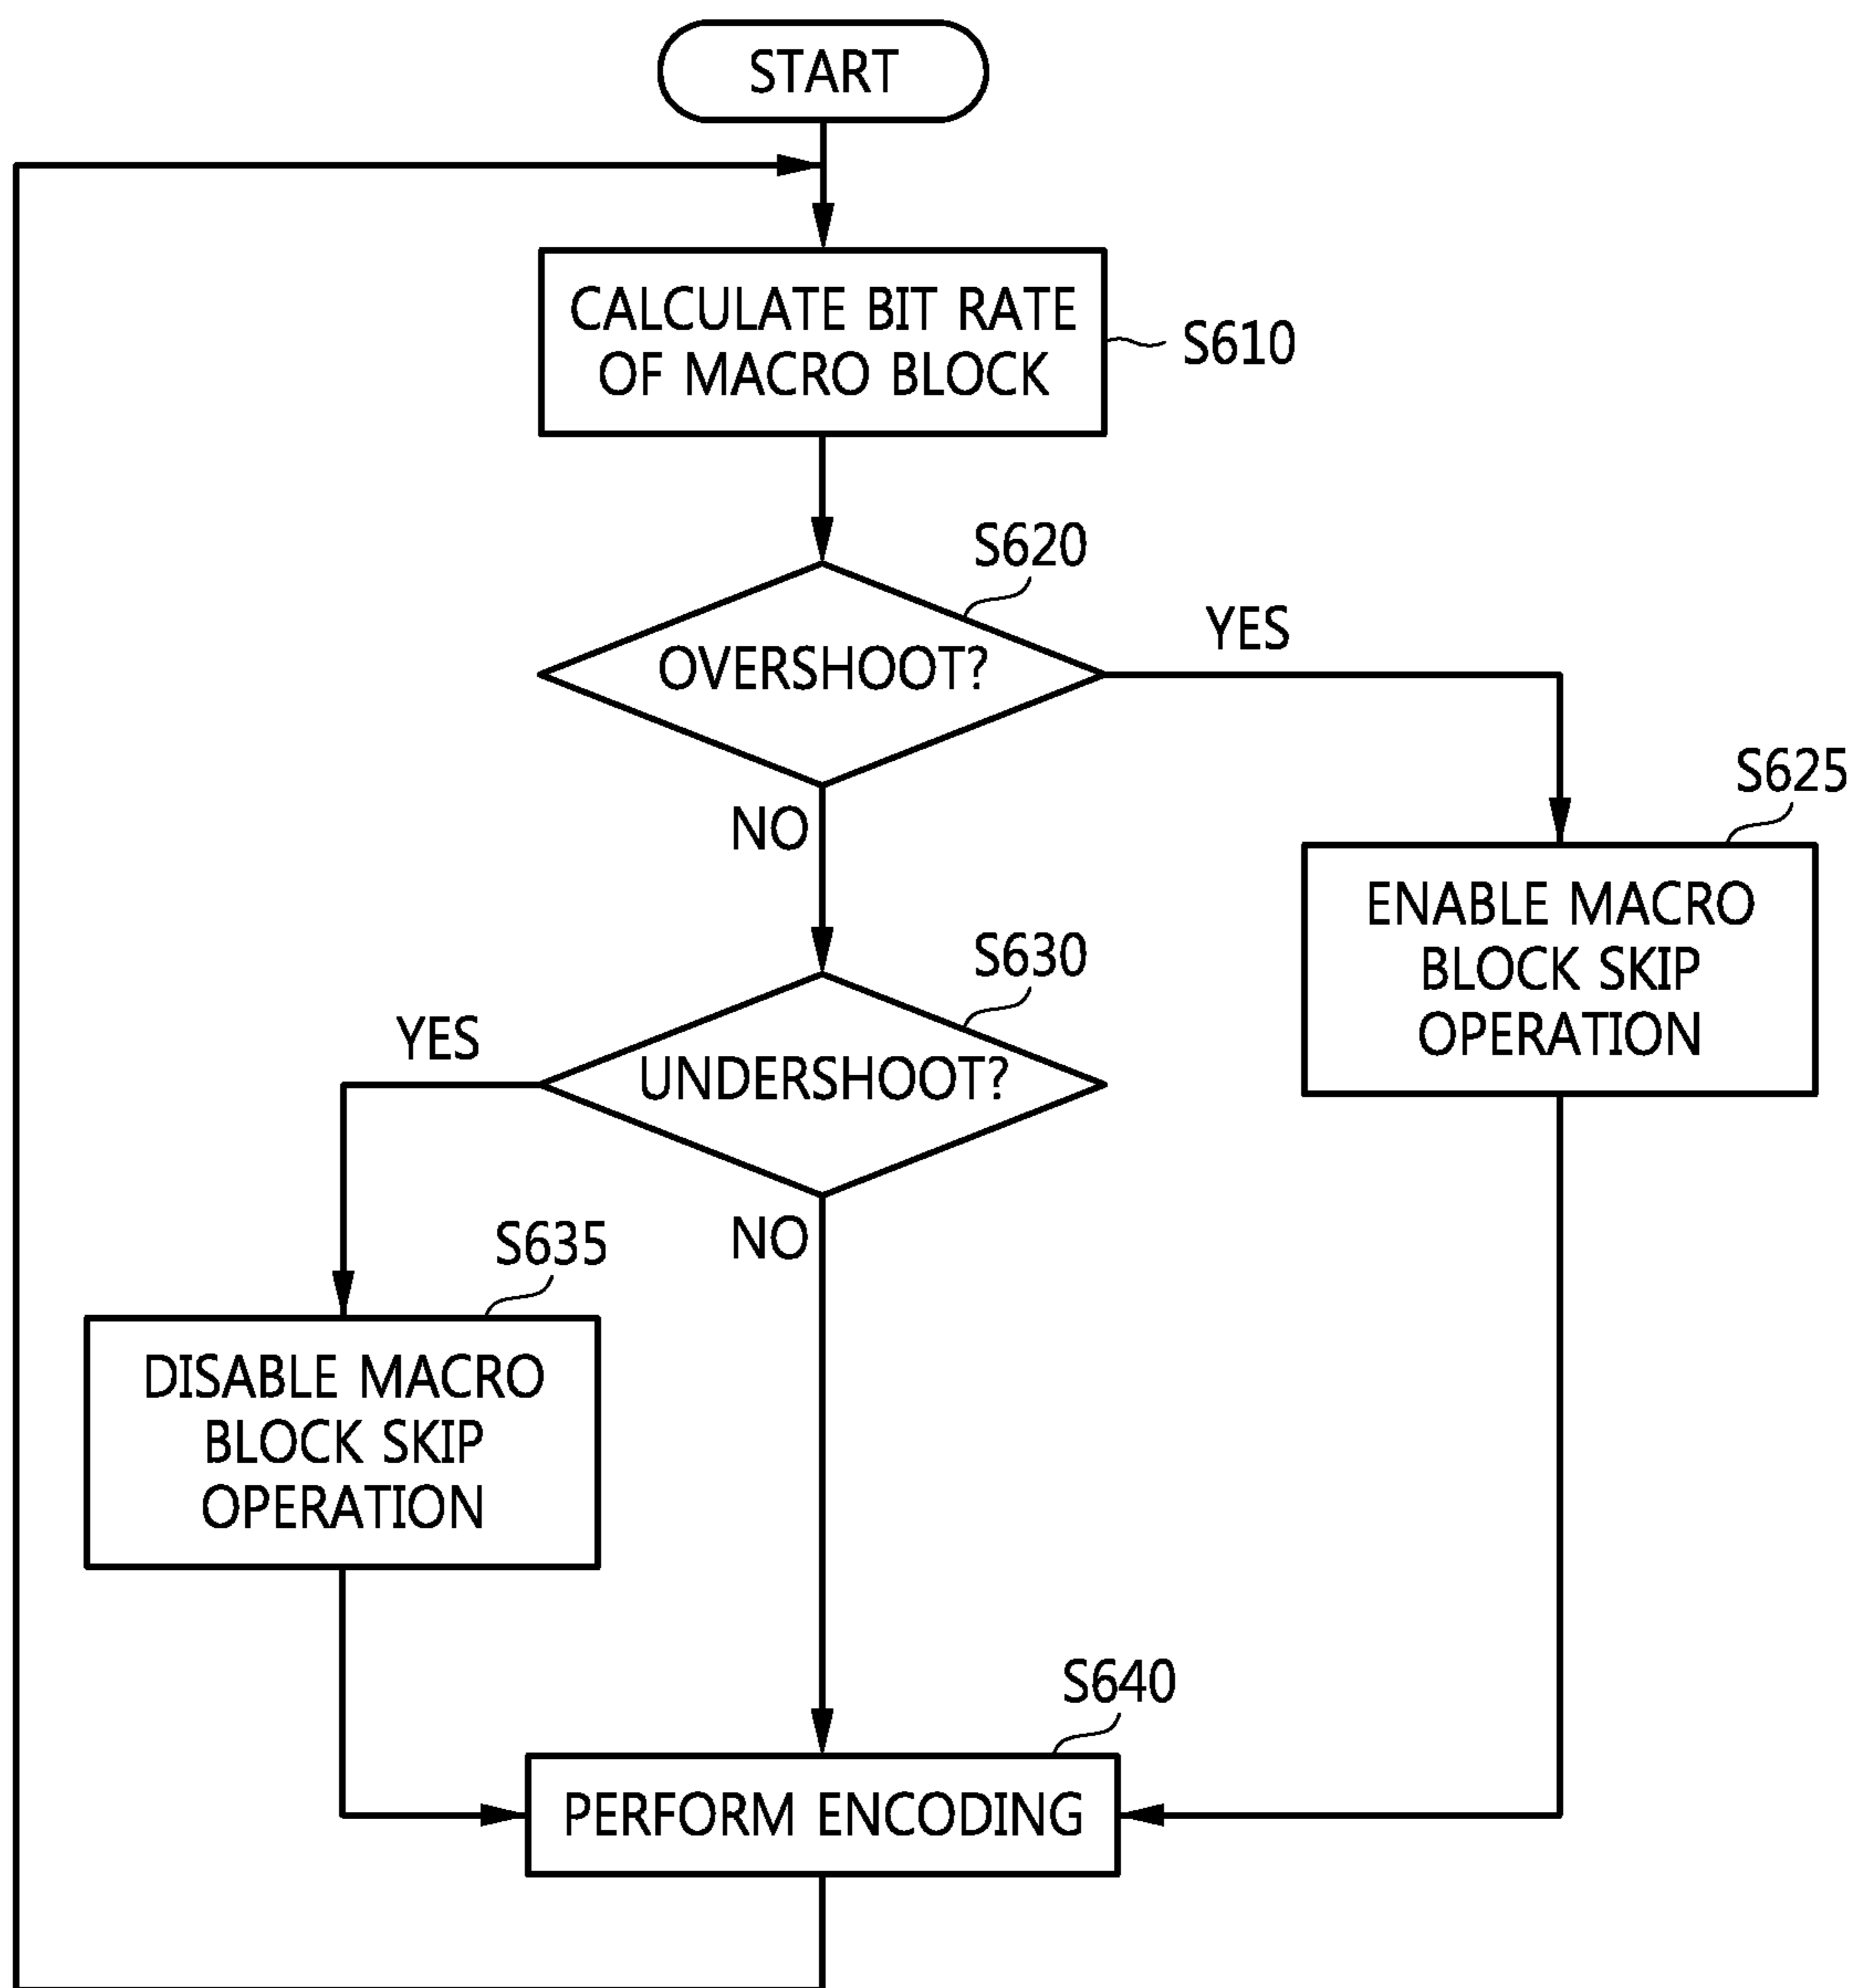 START
CALCULATE BIT RATE
OF MACRO BLOCK
S610
S620
OVERSHOOT?
YES
NO
S625
ENABLE MACRO
BLOCK SKIP
OPERATION
S630
UNDERSHOOT?
YES
NO
S635
DISABLE MACRO
BLOCK SKIP
OPERATION
S640
PERFORM ENCODING